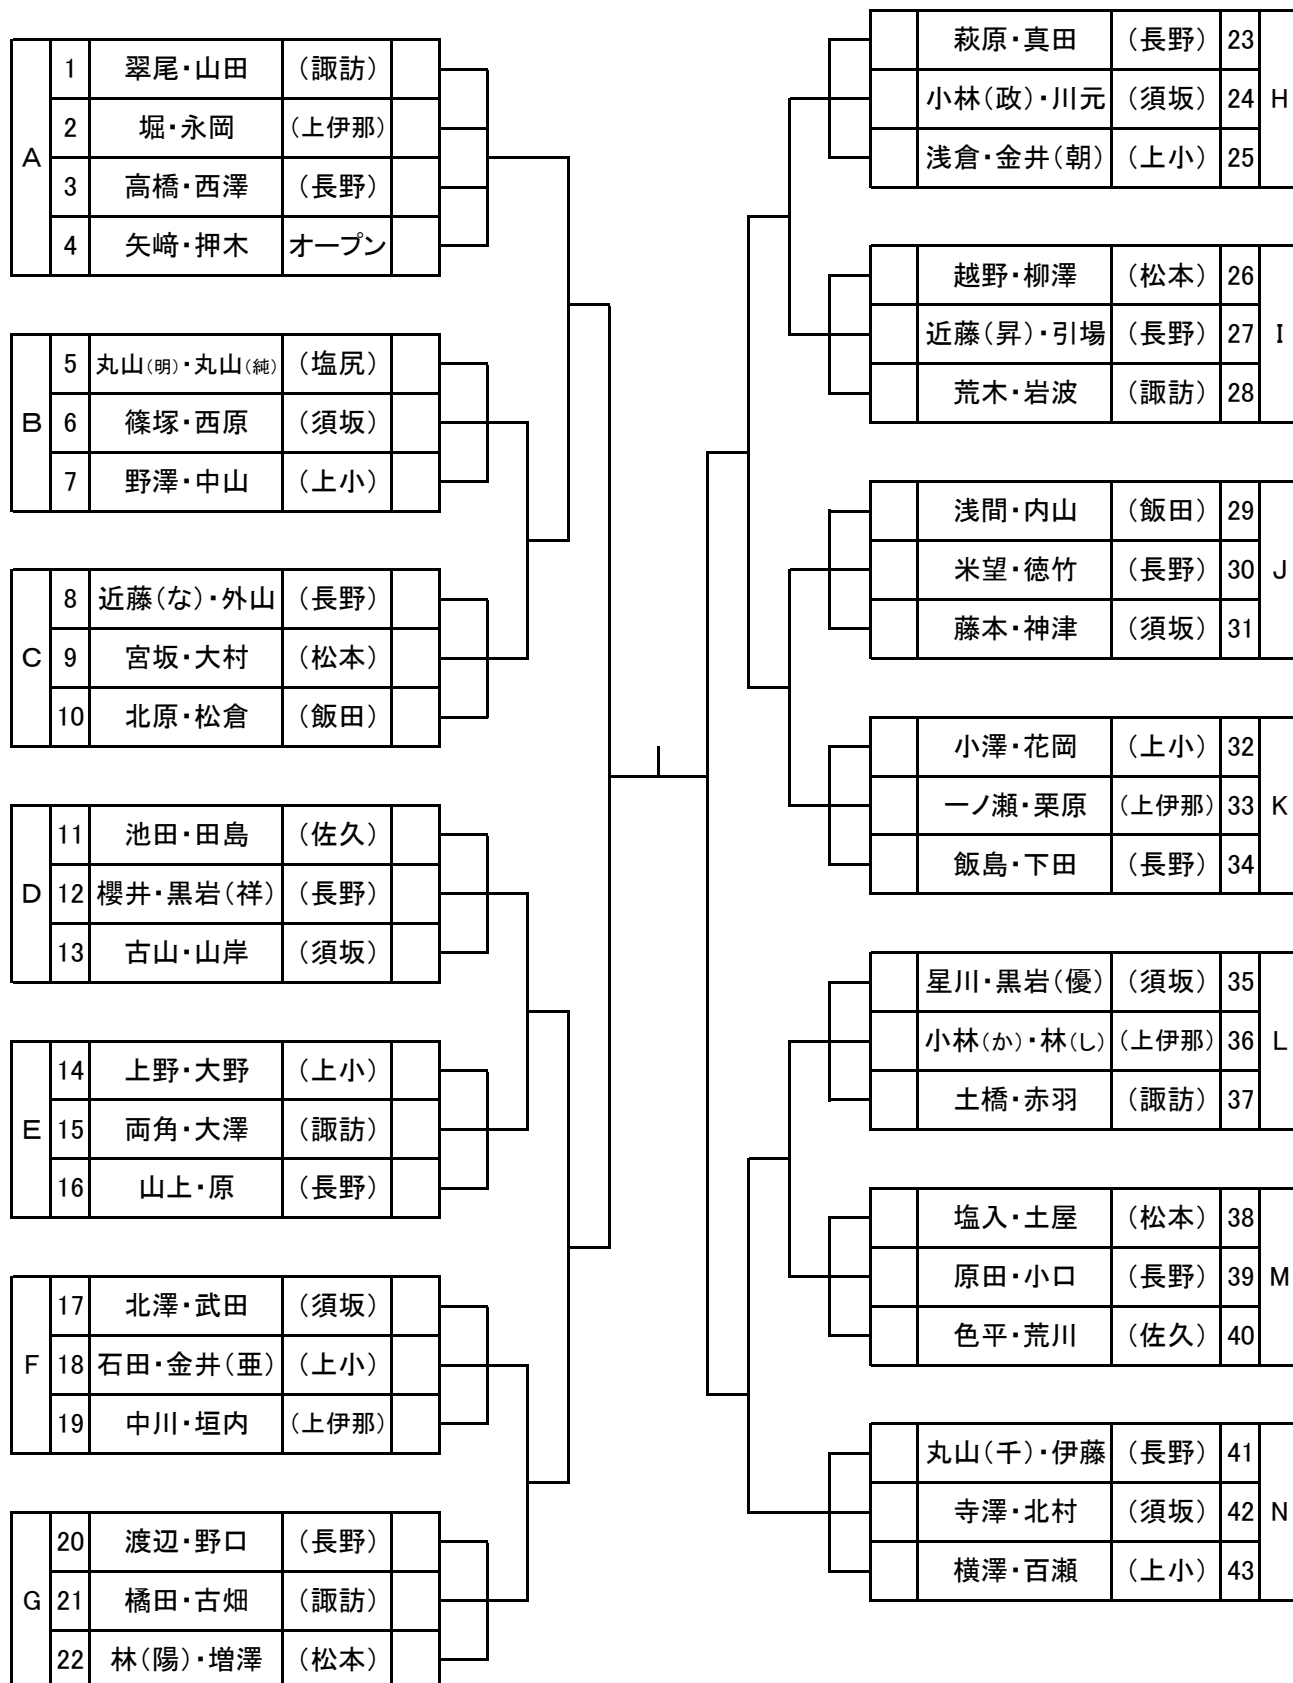 A
1 翠尾・山田 (諏訪)
2 堀・永岡 (上伊那)
3 高橋・西澤 (長野)
4 矢﨑・押木 オープン
B
5 丸山(明)・丸山(純) (塩尻)
6 篠塚・西原 (須坂)
7 野澤・中山 (上小)
C
8 近藤(な)・外山 (長野)
9 宮坂・大村 (松本)
10 北原・松倉 (飯田)
D
11 池田・田島 (佐久)
12 櫻井・黒岩(祥) (長野)
13 古山・山岸 (須坂)
E
14 上野・大野 (上小)
15 両角・大澤 (諏訪)
16 山上・原 (長野)
F
17 北澤・武田 (須坂)
18 石田・金井(亜) (上小)
19 中川・垣内 (上伊那)
G
20 渡辺・野口 (長野)
21 橘田・古畑 (諏訪)
22 林(陽)・増澤 (松本)
萩原・真田 (長野) 23
小林(政)・川元 (須坂) 24
浅倉・金井(朝) (上小) 25
H
越野・柳澤 (松本) 26
近藤(昇)・引場 (長野) 27
荒木・岩波 (諏訪) 28
I
浅間・内山 (飯田) 29
米望・徳竹 (長野) 30
藤本・神津 (須坂) 31
J
小澤・花岡 (上小) 32
一ノ瀬・栗原 (上伊那) 33
飯島・下田 (長野) 34
K
星川・黒岩(優) (須坂) 35
小林(か)・林(し) (上伊那) 36
土橋・赤羽 (諏訪) 37
L
塩入・土屋 (松本) 38
原田・小口 (長野) 39
色平・荒川 (佐久) 40
M
丸山(千)・伊藤 (長野) 41
寺澤・北村 (須坂) 42
横澤・百瀬 (上小) 43
N